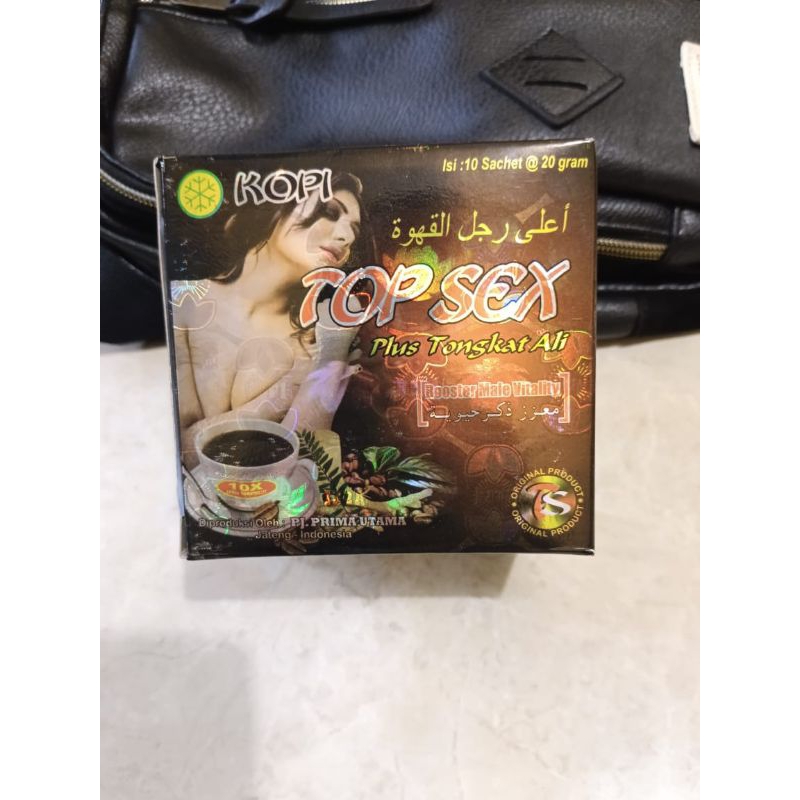 Isi :10 Sachet @ 20 gram
KOPI
أعلى رجل القهوة
TOP SEX
Plus Tongkat Ali
Booster Male Vitality
معزز ذكر حيوية
10X
ORIGINAL PRODUCT
TS
ORIGINAL PRODUCT
Diproduksi Oleh : PJ. PRIMA UTAMA
Jateng - Indonesia